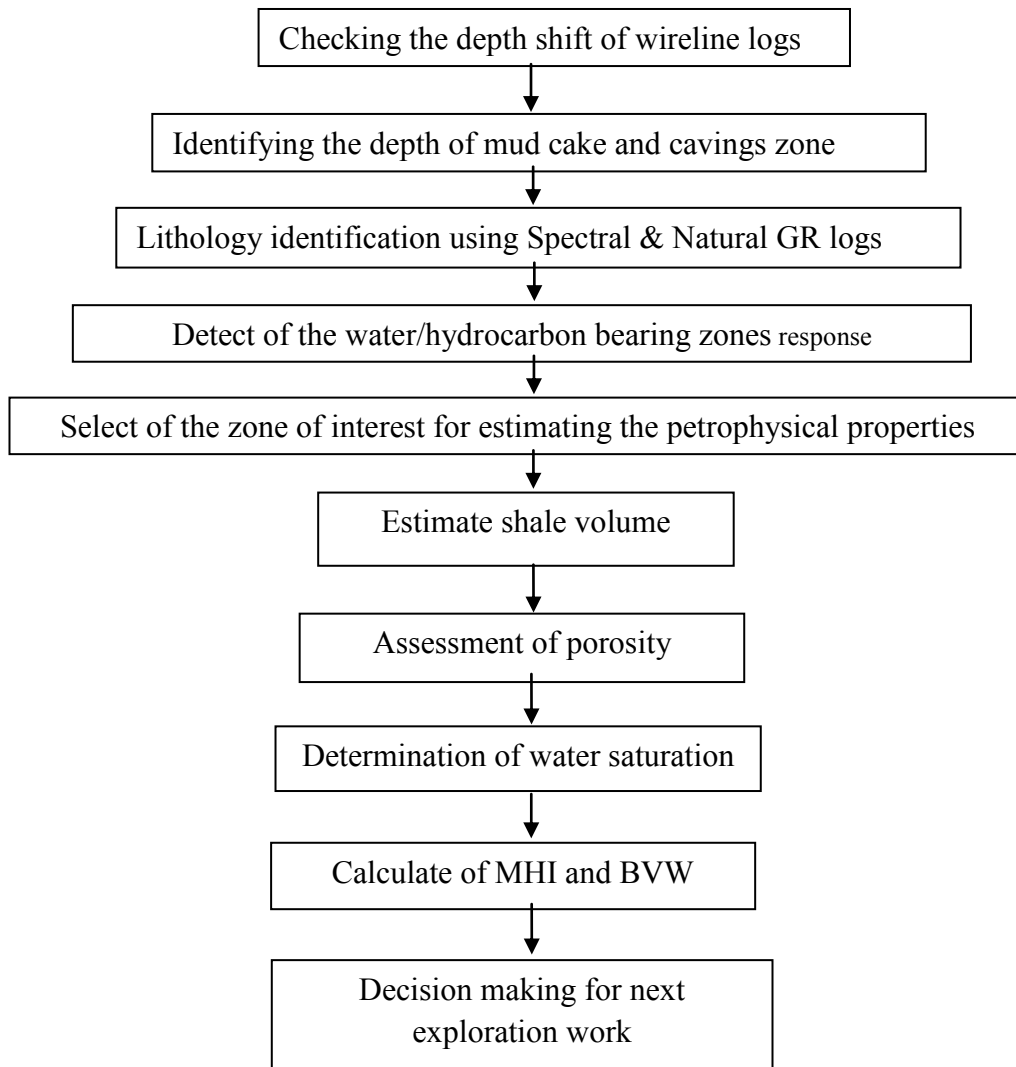 Checking the depth shift of wireline logs
Identifying the depth of mud cake and cavings zone
Lithology identification using Spectral & Natural GR logs
Detect of the water/hydrocarbon bearing zones response
Select of the zone of interest for estimating the petrophysical properties
Estimate shale volume
Assessment of porosity
Determination of water saturation
Calculate of MHI and BVW
Decision making for next
exploration work